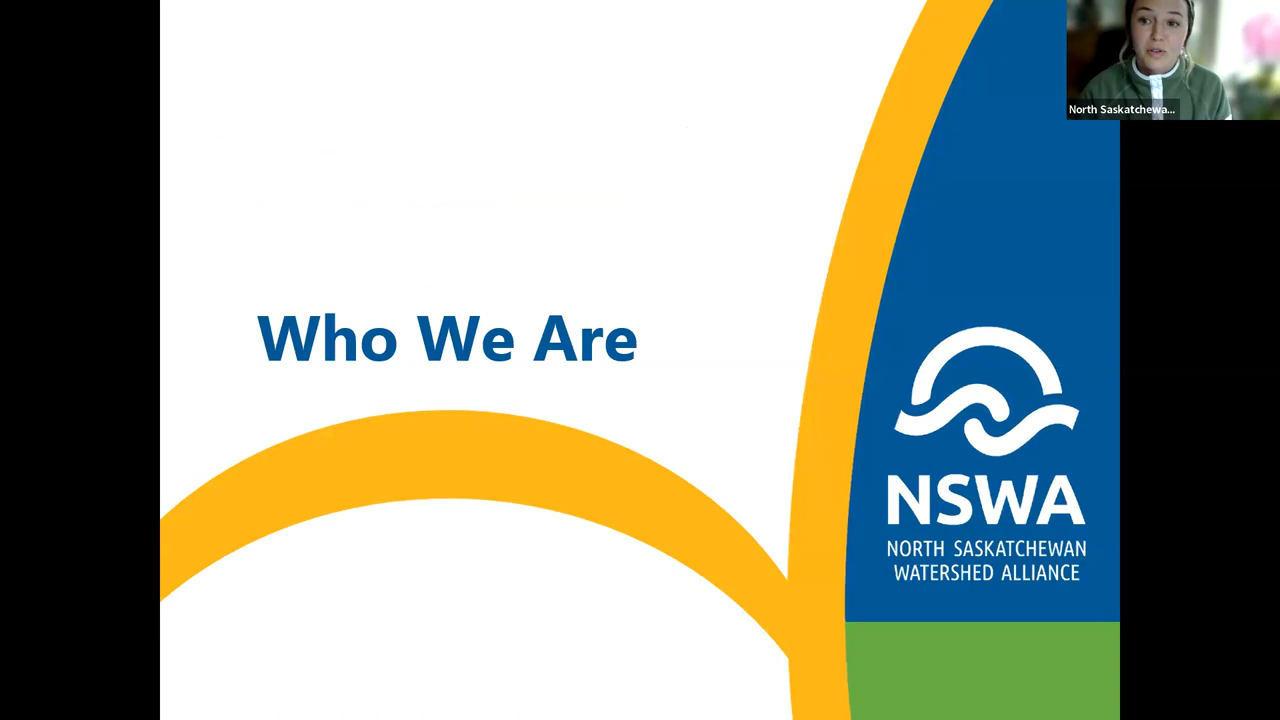 North Saskatchewa...
Who We Are
NSWA
NORTH SASKATCHEWAN
WATERSHED ALLIANCE